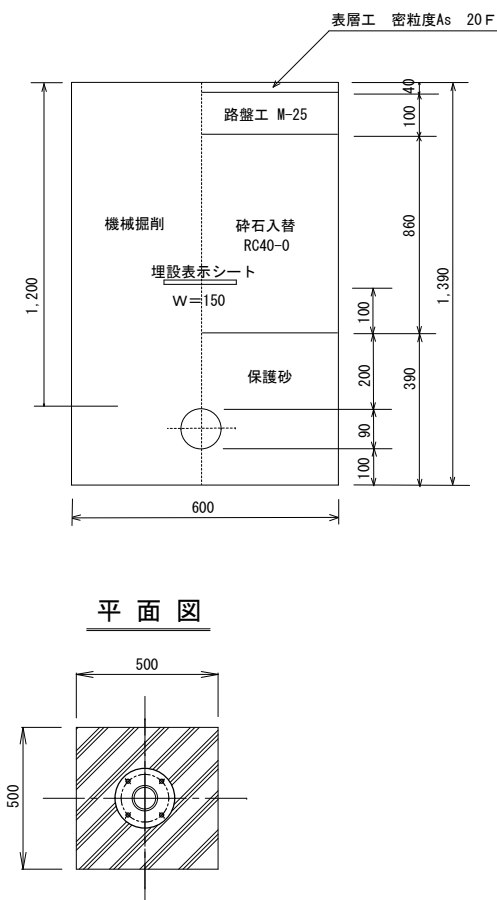 表層工 密粒度As 20F
40
路盤工 M-25
100
機械掘削
砕石入替
RC40-0
860
埋設表示シート
W=150
1,200
1,390
100
保護砂
200
390
90
100
600
平面図
500
500